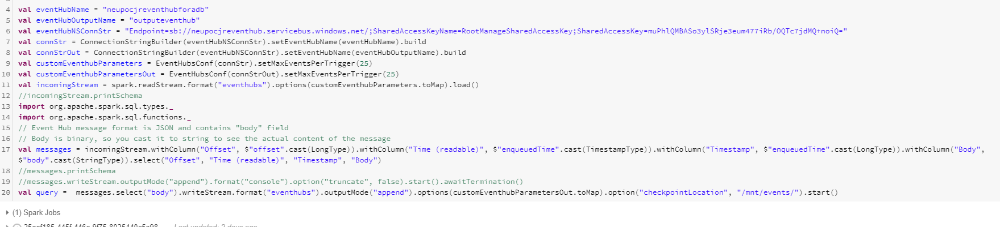 4 val eventHubName = "neupocjreventhubforadb"
5 val eventHubOutputName = "outputeventhub"
6 val eventHubNSConnStr = "Endpoint=sb://neupocjreventhub.servicebus.windows.net/;SharedAccessKeyName=RootManageSharedAccessKey;SharedAccessKey=muPhlQMBASo3ylSRje3eum477iRb/OQTc7jdMQ+noiQ="
7 val connStr = ConnectionStringBuilder(eventHubNSConnStr).setEventHubName(eventHubName).build
8 val connStrOut = ConnectionStringBuilder(eventHubNSConnStr).setEventHubName(eventHubOutputName).build
9 val customEventhubParameters = EventHubsConf(connStr).setMaxEventsPerTrigger(25)
10 val customEventhubParametersOut = EventHubsConf(connStrOut).setMaxEventsPerTrigger(25)
11 val incomingStream = spark.readStream.format("eventhubs").options(customEventhubParameters.toMap).load()
12 //incomingStream.printSchema
13 import org.apache.spark.sql.types._
14 import org.apache.spark.sql.functions._
15 // Event Hub message format is JSON and contains "body" field
16 // Body is binary, so you cast it to string to see the actual content of the message
17 val messages = incomingStream.withColumn("Offset", $"offset".cast(LongType)).withColumn("Time (readable)", $"enqueuedTime".cast(TimestampType)).withColumn("Timestamp", $"enqueuedTime".cast(LongType)).withColumn("Body",
$"body".cast(StringType)).select("Offset", "Time (readable)", "Timestamp", "Body")
18 //messages.printSchema
19 //messages.writeStream.outputMode("append").format("console").option("truncate", false).start().awaitTermination()
20 val query =  messages.select("body").writeStream.format("eventhubs").outputMode("append").options(customEventhubParametersOut.toMap).option("checkpointLocation", "/mnt/events/").start()
(1) Spark Jobs
Last updated: 2 days ago